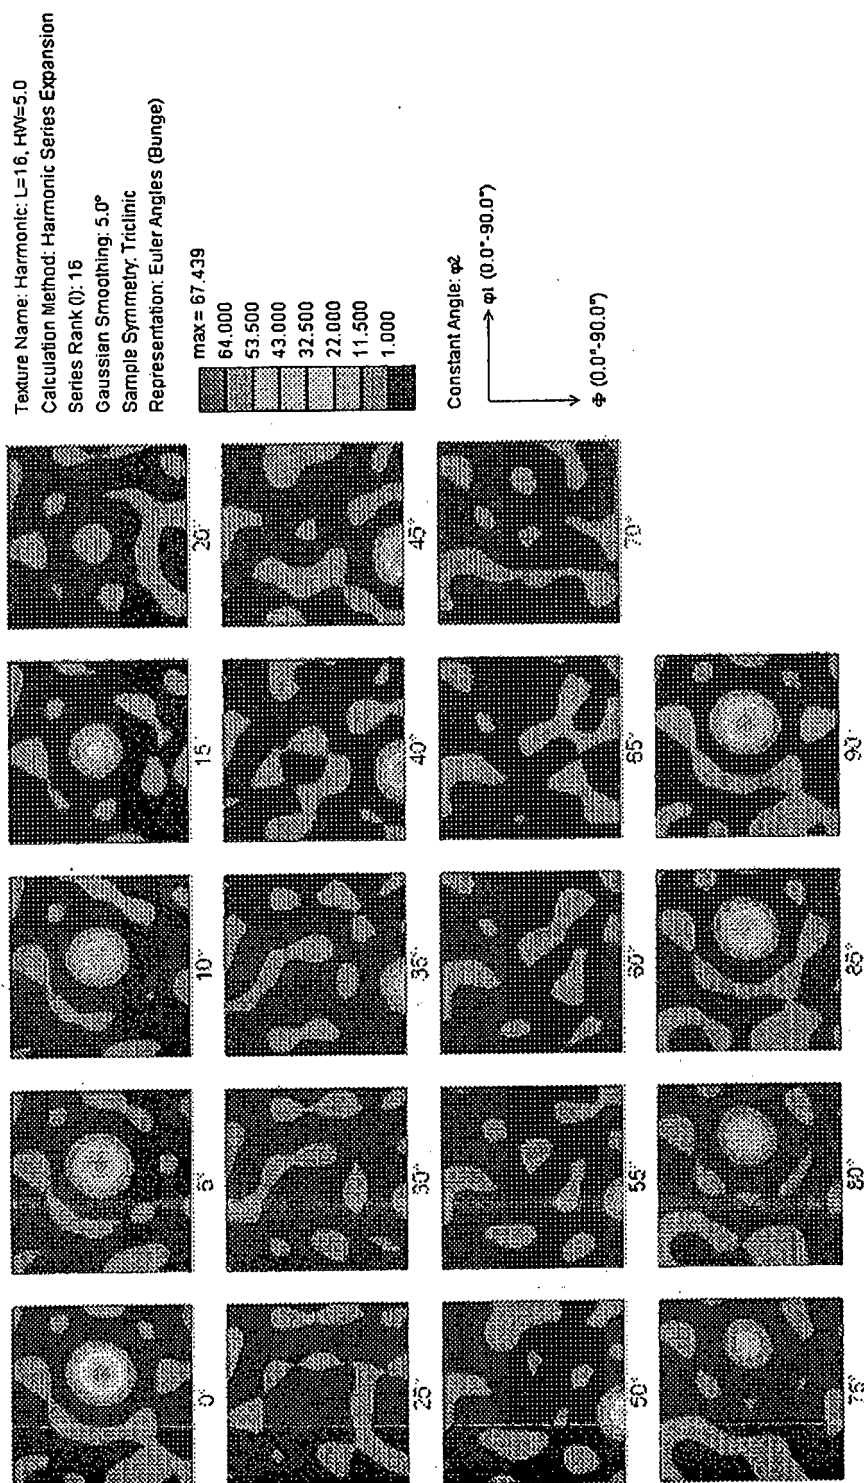 Texture Name: Harmonic: L=16, HW=5.0
Calculation Method: Harmonic Series Expansion
Series Rank (l): 16
Gaussian Smoothing: 5.0°
Sample Symmetry: Triclinic
Representation: Euler Angles (Bunge)
max = 67.439
64.000
53.500
43.000
32.500
22.000
11.500
1.000
Constant Angle: φ2
φ1 (0.0°-90.0°)
Φ (0.0°-90.0°)
0°
5°
10°
15°
20°
25°
30°
35°
40°
45°
50°
55°
60°
65°
70°
75°
80°
85°
90°